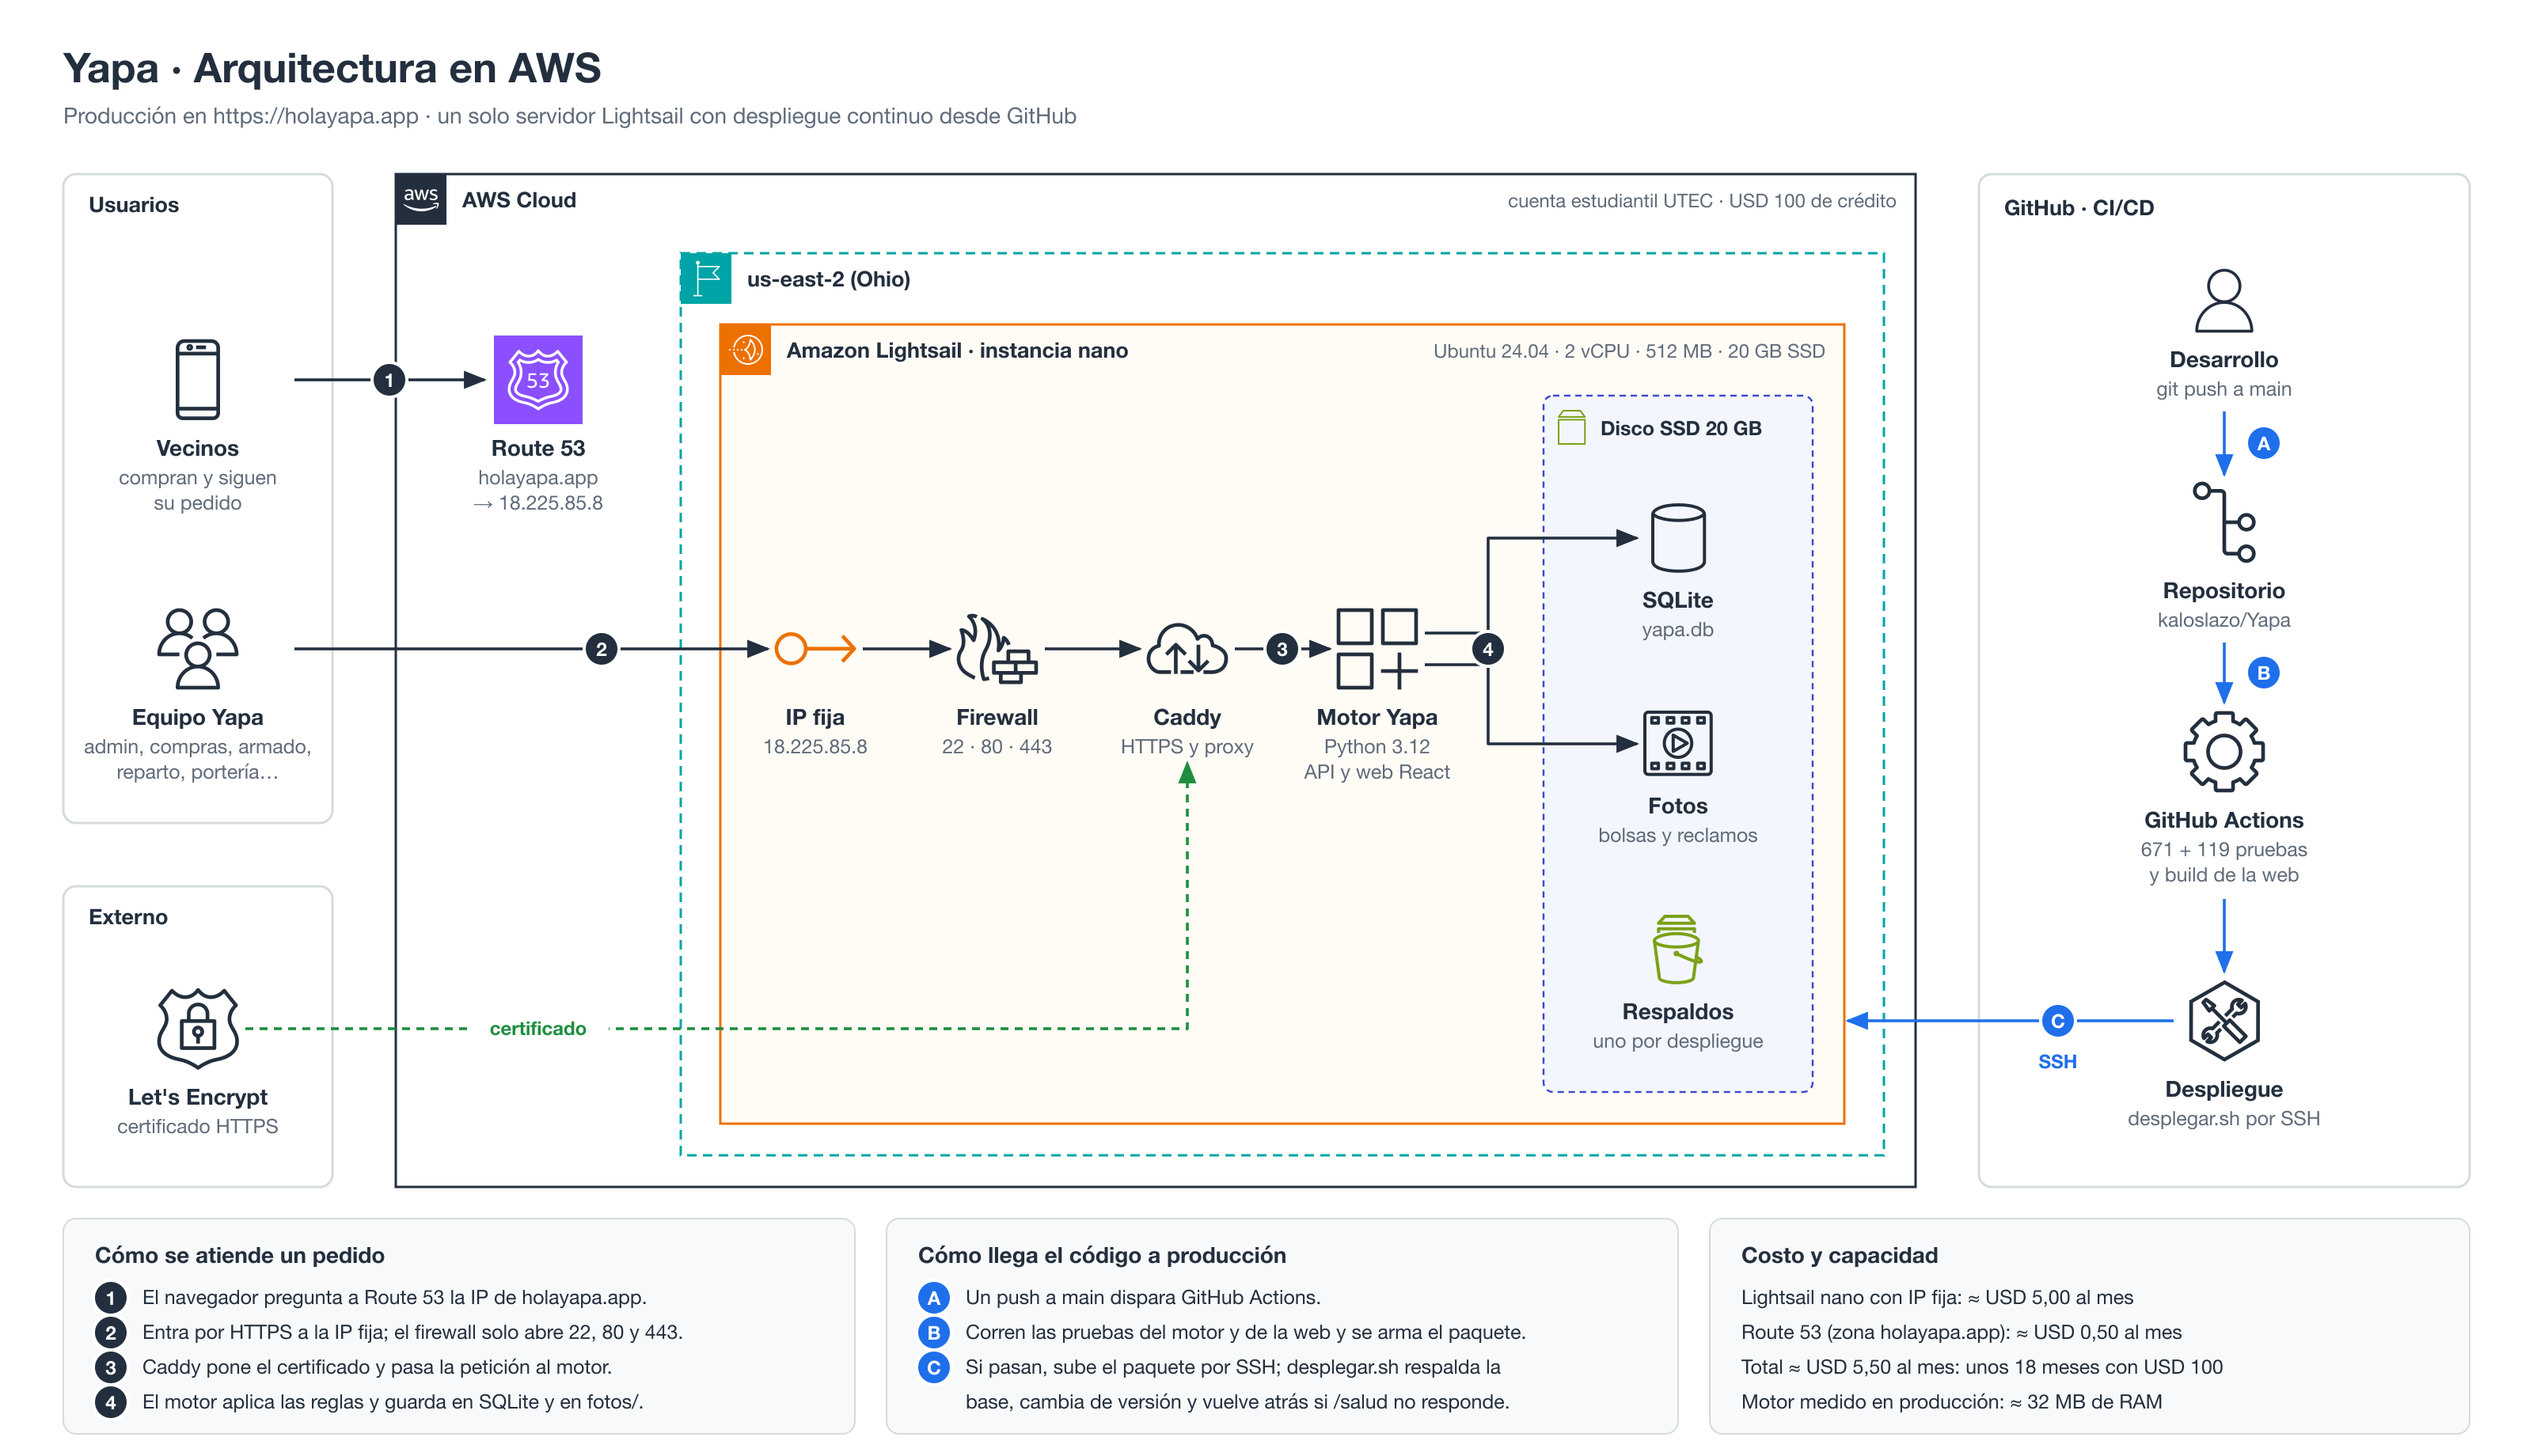 Yapa · Arquitectura en AWS
Producción en https://holayapa.app · un solo servidor Lightsail con despliegue continuo desde GitHub
Usuarios
Vecinos
compran y siguen
su pedido
Equipo Yapa
admin, compras, armado,
reparto, portería…
Externo
Let's Encrypt
certificado HTTPS
aws
AWS Cloud
cuenta estudiantil UTEC · USD 100 de crédito
1
53
Route 53
holayapa.app
→ 18.225.85.8
us-east-2 (Ohio)
Amazon Lightsail · instancia nano
Ubuntu 24.04 · 2 vCPU · 512 MB · 20 GB SSD
2
IP fija
18.225.85.8
Firewall
22 · 80 · 443
Caddy
HTTPS y proxy
3
Motor Yapa
Python 3.12
API y web React
4
certificado
Disco SSD 20 GB
SQLite
yapa.db
Fotos
bolsas y reclamos
Respaldos
uno por despliegue
GitHub · CI/CD
Desarrollo
git push a main
A
Repositorio
kaloslazo/Yapa
B
GitHub Actions
671 + 119 pruebas
y build de la web
C
SSH
Despliegue
desplegar.sh por SSH
Cómo se atiende un pedido
1 El navegador pregunta a Route 53 la IP de holayapa.app.
2 Entra por HTTPS a la IP fija; el firewall solo abre 22, 80 y 443.
3 Caddy pone el certificado y pasa la petición al motor.
4 El motor aplica las reglas y guarda en SQLite y en fotos/.
Cómo llega el código a producción
A Un push a main dispara GitHub Actions.
B Corren las pruebas del motor y de la web y se arma el paquete.
C Si pasan, sube el paquete por SSH; desplegar.sh respalda la
base, cambia de versión y vuelve atrás si /salud no responde.
Costo y capacidad
Lightsail nano con IP fija: ≈ USD 5,00 al mes
Route 53 (zona holayapa.app): ≈ USD 0,50 al mes
Total ≈ USD 5,50 al mes: unos 18 meses con USD 100
Motor medido en producción: ≈ 32 MB de RAM